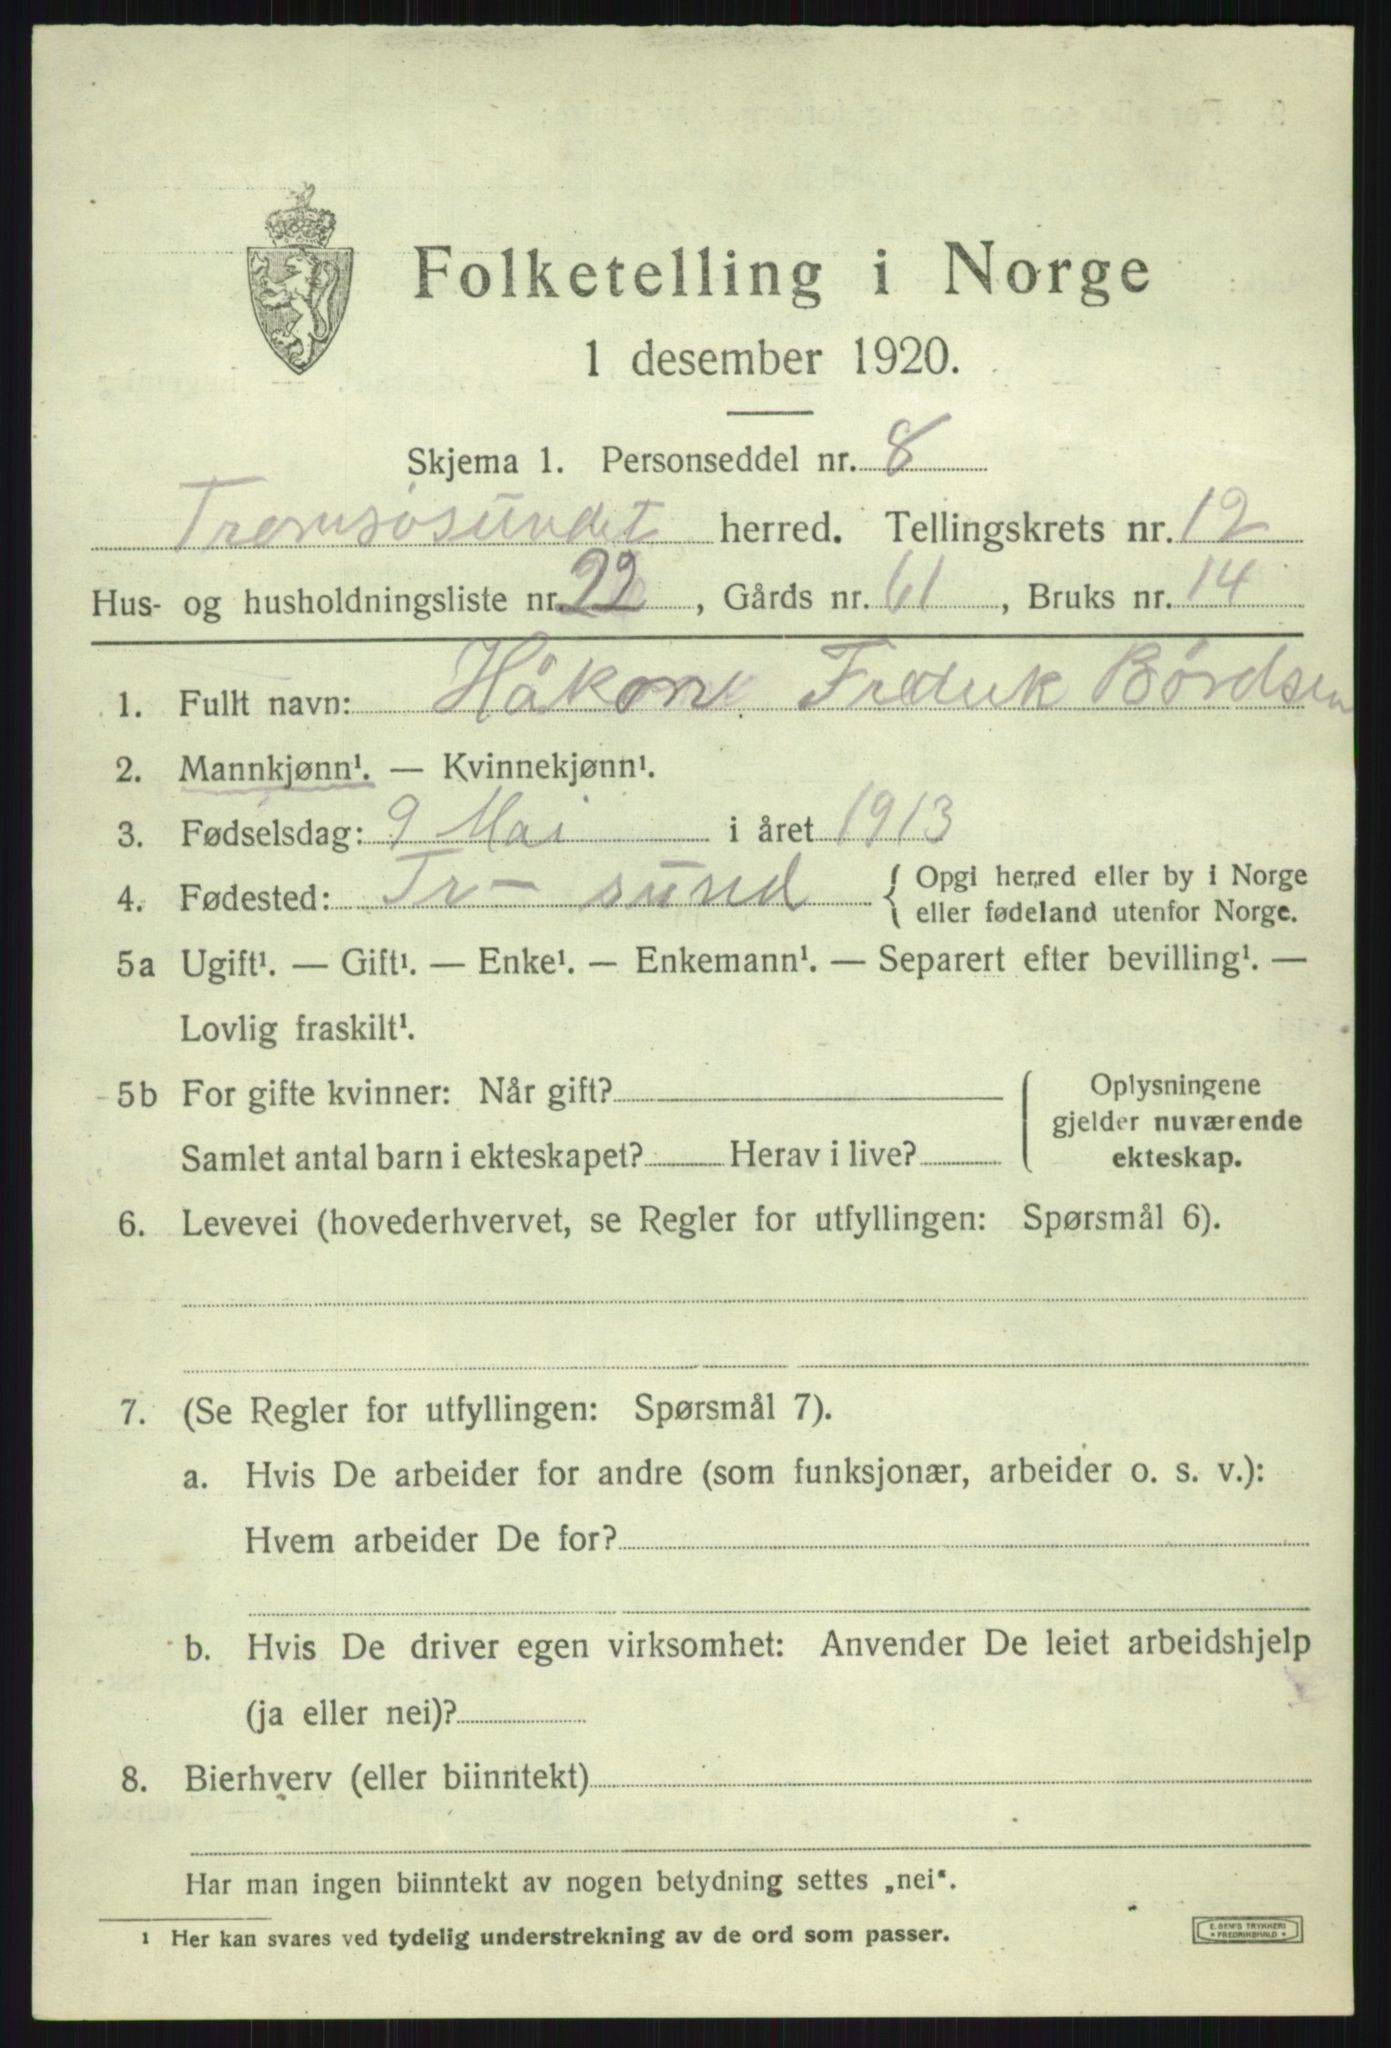 Folketelling i Norge
1 desember 1920.
Skjema 1. Personseddel nr. 8
Tromsøsundet herred. Tellingskrets nr. 12
Hus- og husholdningsliste nr. 22, Gårds nr. 61, Bruks nr. 14
1. Fullt navn: Håkon Fredrik Bórdsen
2. Mannkjønn¹. — Kvinnekjønn¹.
3. Fødselsdag: 9 Mai i året 1913
4. Fødested: Tr— sund { Opgi herred eller by i Norge
eller fødeland utenfor Norge.
5a Ugift¹. — Gift¹. — Enke¹. — Enkemann¹. — Separert efter bevilling¹. —
Lovlig fraskilt¹.
5b For gifte kvinner: Når gift?
Samlet antal barn i ekteskapet? Herav i live?
Oplysningene
gjelder nuværende
ekteskap.
6. Levevei (hovederhvervet, se Regler for utfyllingen: Spørsmål 6).
7. (Se Regler for utfyllingen: Spørsmål 7).
a. Hvis De arbeider for andre (som funksjonær, arbeider o. s. v.):
Hvem arbeider De for?
b. Hvis De driver egen virksomhet: Anvender De leiet arbeidshjelp
(ja eller nei)?
8. Bierhverv (eller biinntekt)
Har man ingen biinntekt av nogen betydning settes „nei“.
¹ Her kan svares ved tydelig understrekning av de ord som passer.
E. SEM'S TRYKKERI
• FREDRIKSHALD •